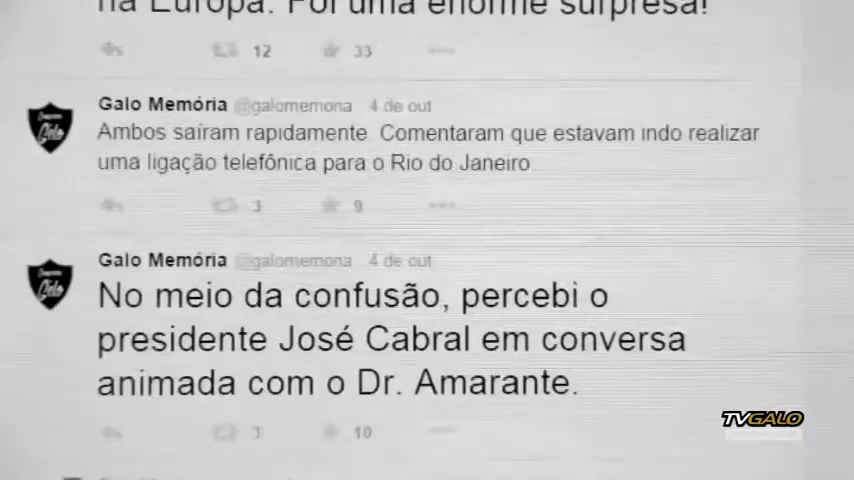 na Europa. Foi uma enorme surpresa!
12 33
Galo Memória @galomemoria 4 de out
Ambos saíram rapidamente. Comentaram que estavam indo realizar
uma ligação telefônica para o Rio do Janeiro
3 9
Galo Memória @galomemoria 4 de out
No meio da confusão, percebi o
presidente José Cabral em conversa
animada com o Dr. Amarante.
3 10
TVGALO